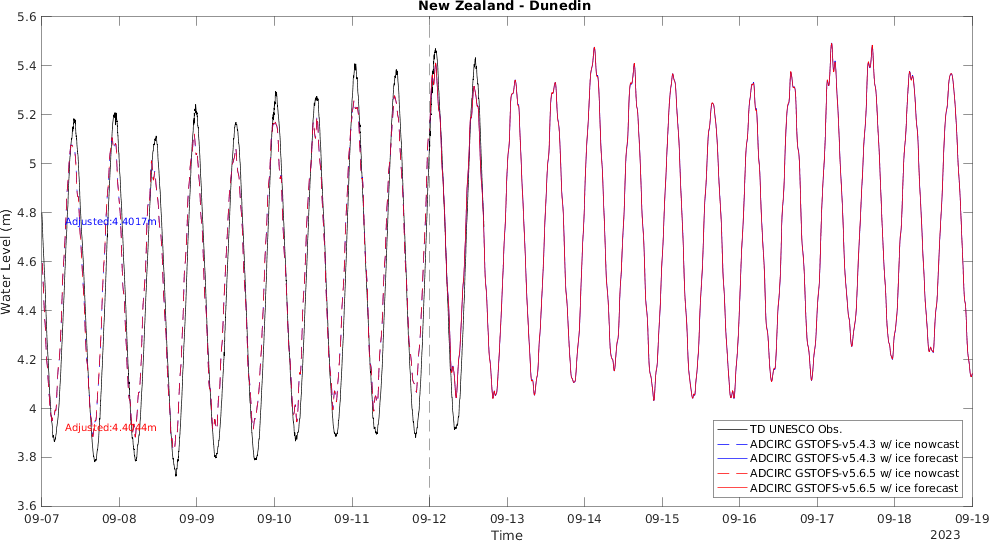 New Zealand - Dunedin
5.6
5.4
5.2
5
4.8
4.6
4.4
4.2
4
3.8
3.6
Water Level (m)
Adjusted:4.4017m
Adjusted:4.4044m
TD UNESCO Obs.
ADCIRC GSTOFS-v5.4.3 w/ ice nowcast
ADCIRC GSTOFS-v5.4.3 w/ ice forecast
ADCIRC GSTOFS-v5.6.5 w/ ice nowcast
ADCIRC GSTOFS-v5.6.5 w/ ice forecast
09-07 09-08 09-09 09-10 09-11 09-12 09-13 09-14 09-15 09-16 09-17 09-18 09-19
Time
2023